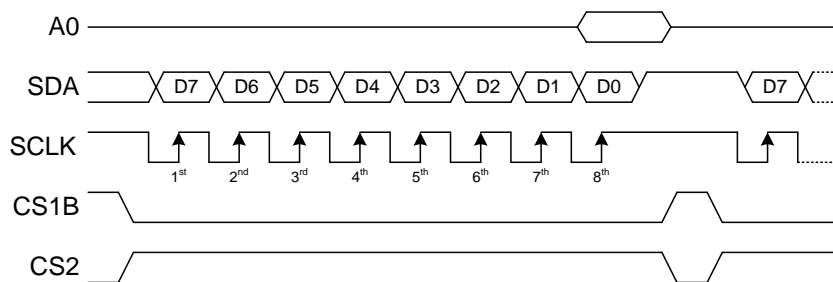 A0
SDA D7 D6 D5 D4 D3 D2 D1 D0 D7
SCLK
1st 2nd 3rd 4th 5th 6th 7th 8th
CS1B
CS2